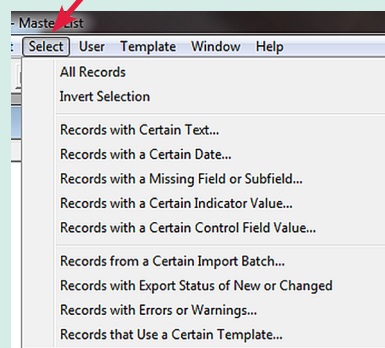 - Master List
Select User Template Window Help
All Records
Invert Selection
Records with Certain Text...
Records with a Certain Date...
Records with a Missing Field or Subfield...
Records with a Certain Indicator Value...
Records with a Certain Control Field Value...
Records from a Certain Import Batch...
Records with Export Status of New or Changed
Records with Errors or Warnings...
Records that Use a Certain Template...